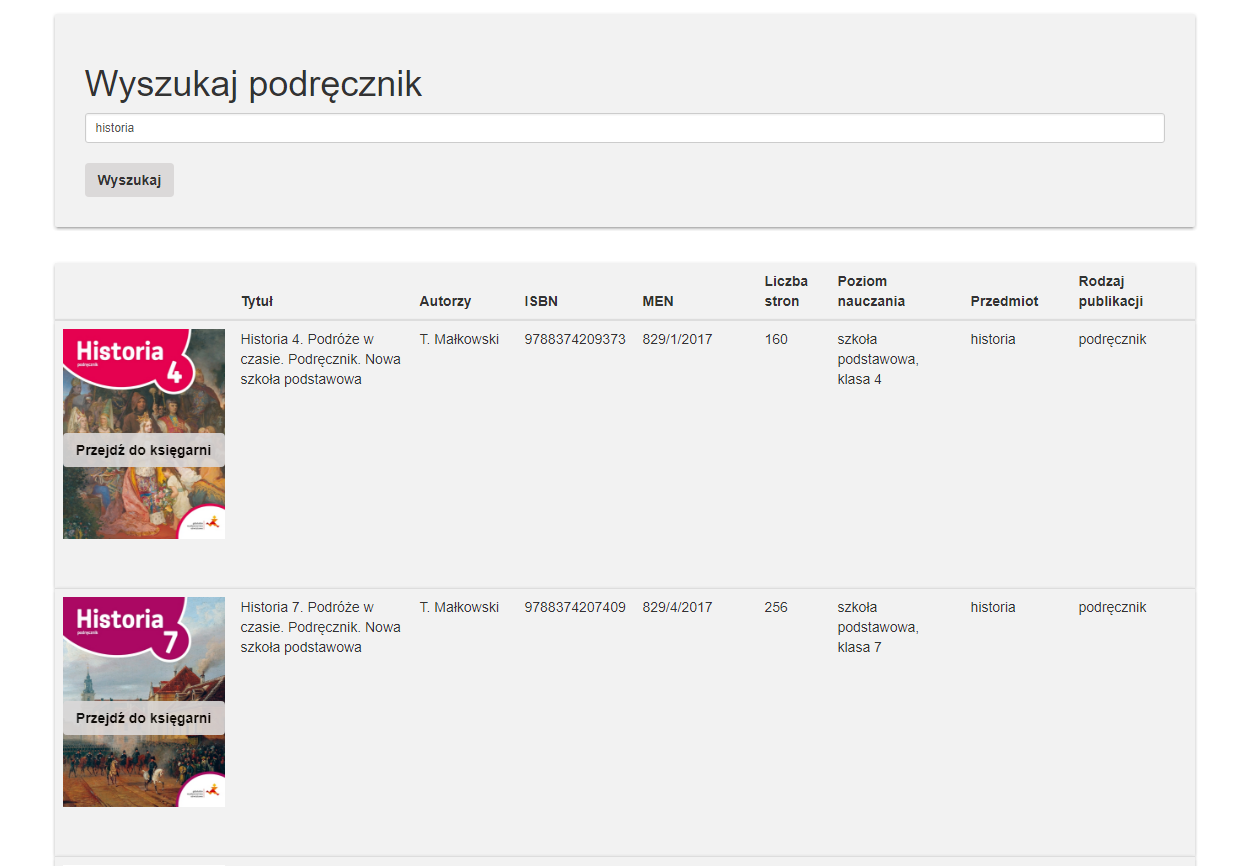 Wyszukaj podręcznik
historia
Wyszukaj
Tytuł Autorzy ISBN MEN Liczba stron Poziom nauczania Przedmiot Rodzaj publikacji
Historia
podręcznik
4
Przejdź do księgarni
Historia 4. Podróże w
czasie. Podręcznik. Nowa
szkoła podstawowa
T. Małkowski
9788374209373
829/1/2017
160
szkoła
podstawowa,
klasa 4
historia
podręcznik
Historia
podręcznik
7
Przejdź do księgarni
Historia 7. Podróże w
czasie. Podręcznik. Nowa
szkoła podstawowa
T. Małkowski
9788374207409
829/4/2017
256
szkoła
podstawowa,
klasa 7
historia
podręcznik